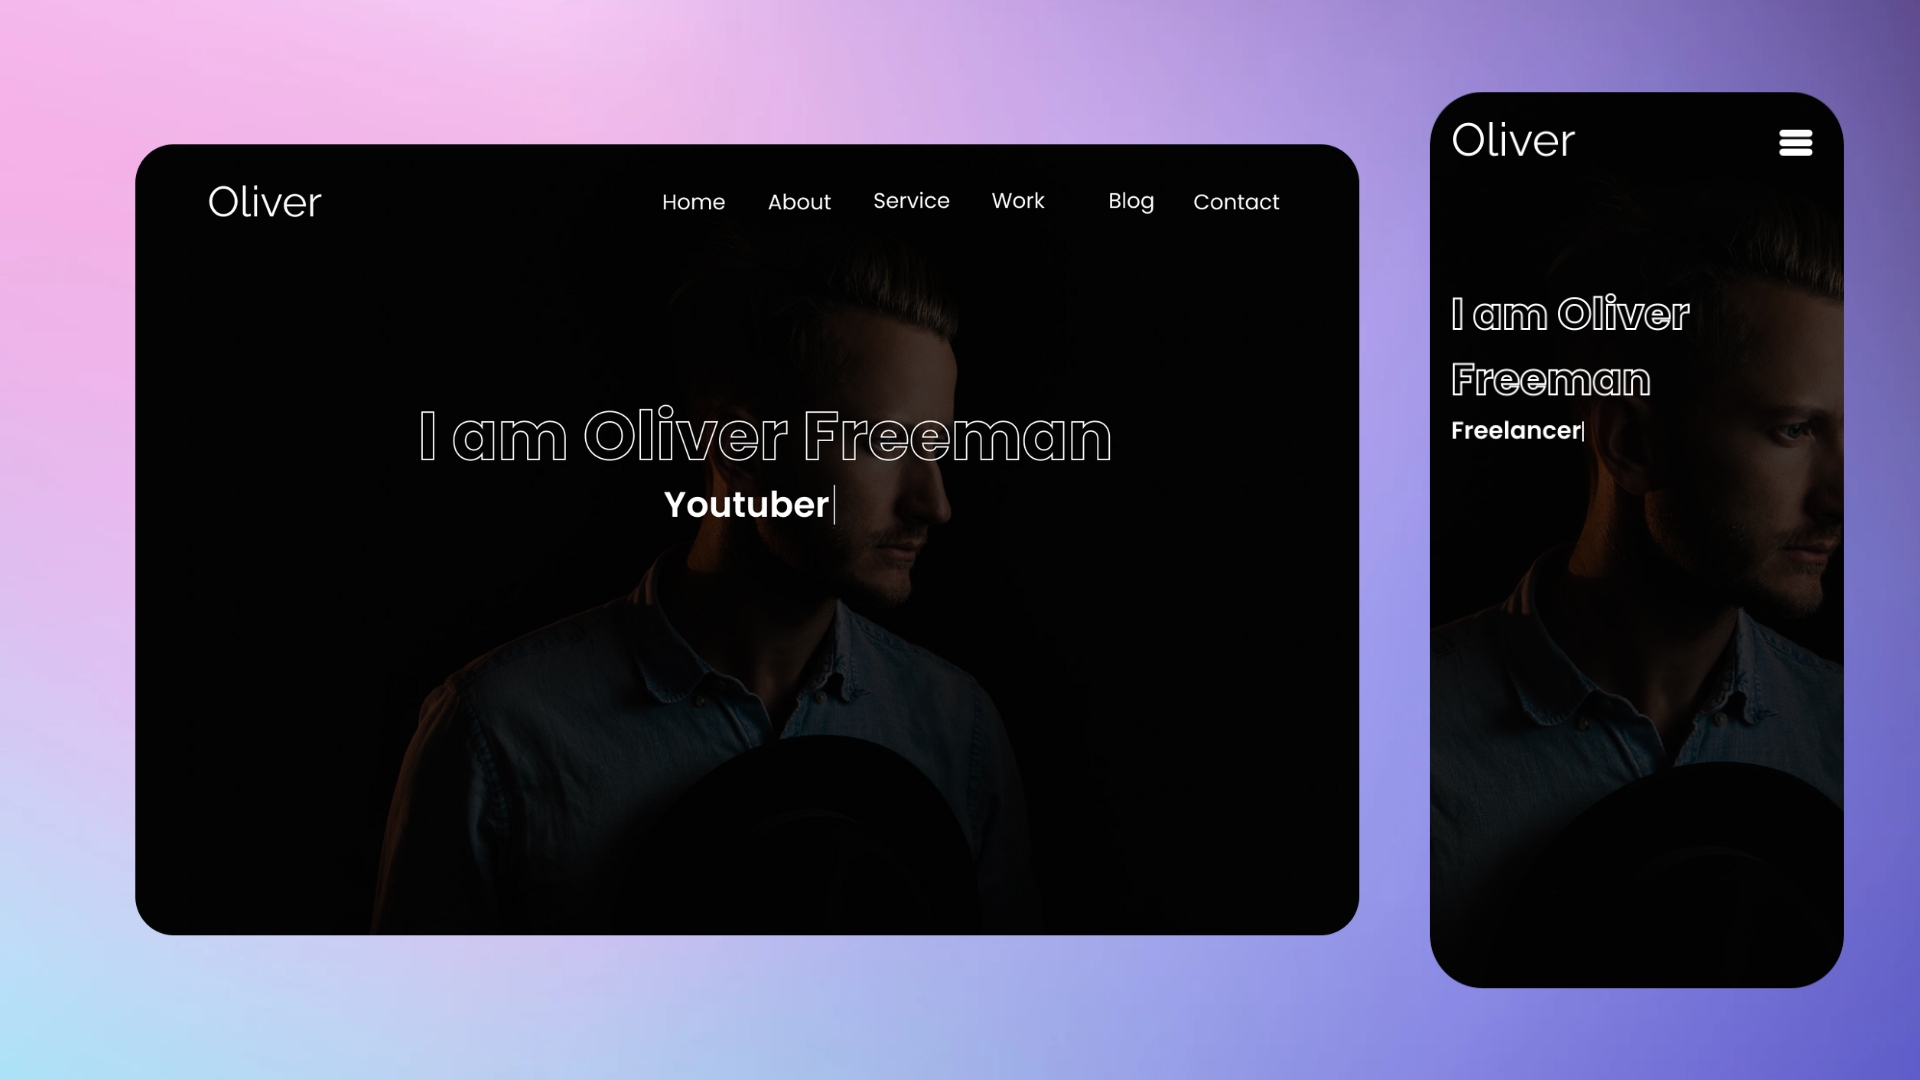 Oliver
Home About Service Work Blog Contact
I am Oliver Freeman
Youtuber
Oliver
I am Oliver
Freeman
Freelancer